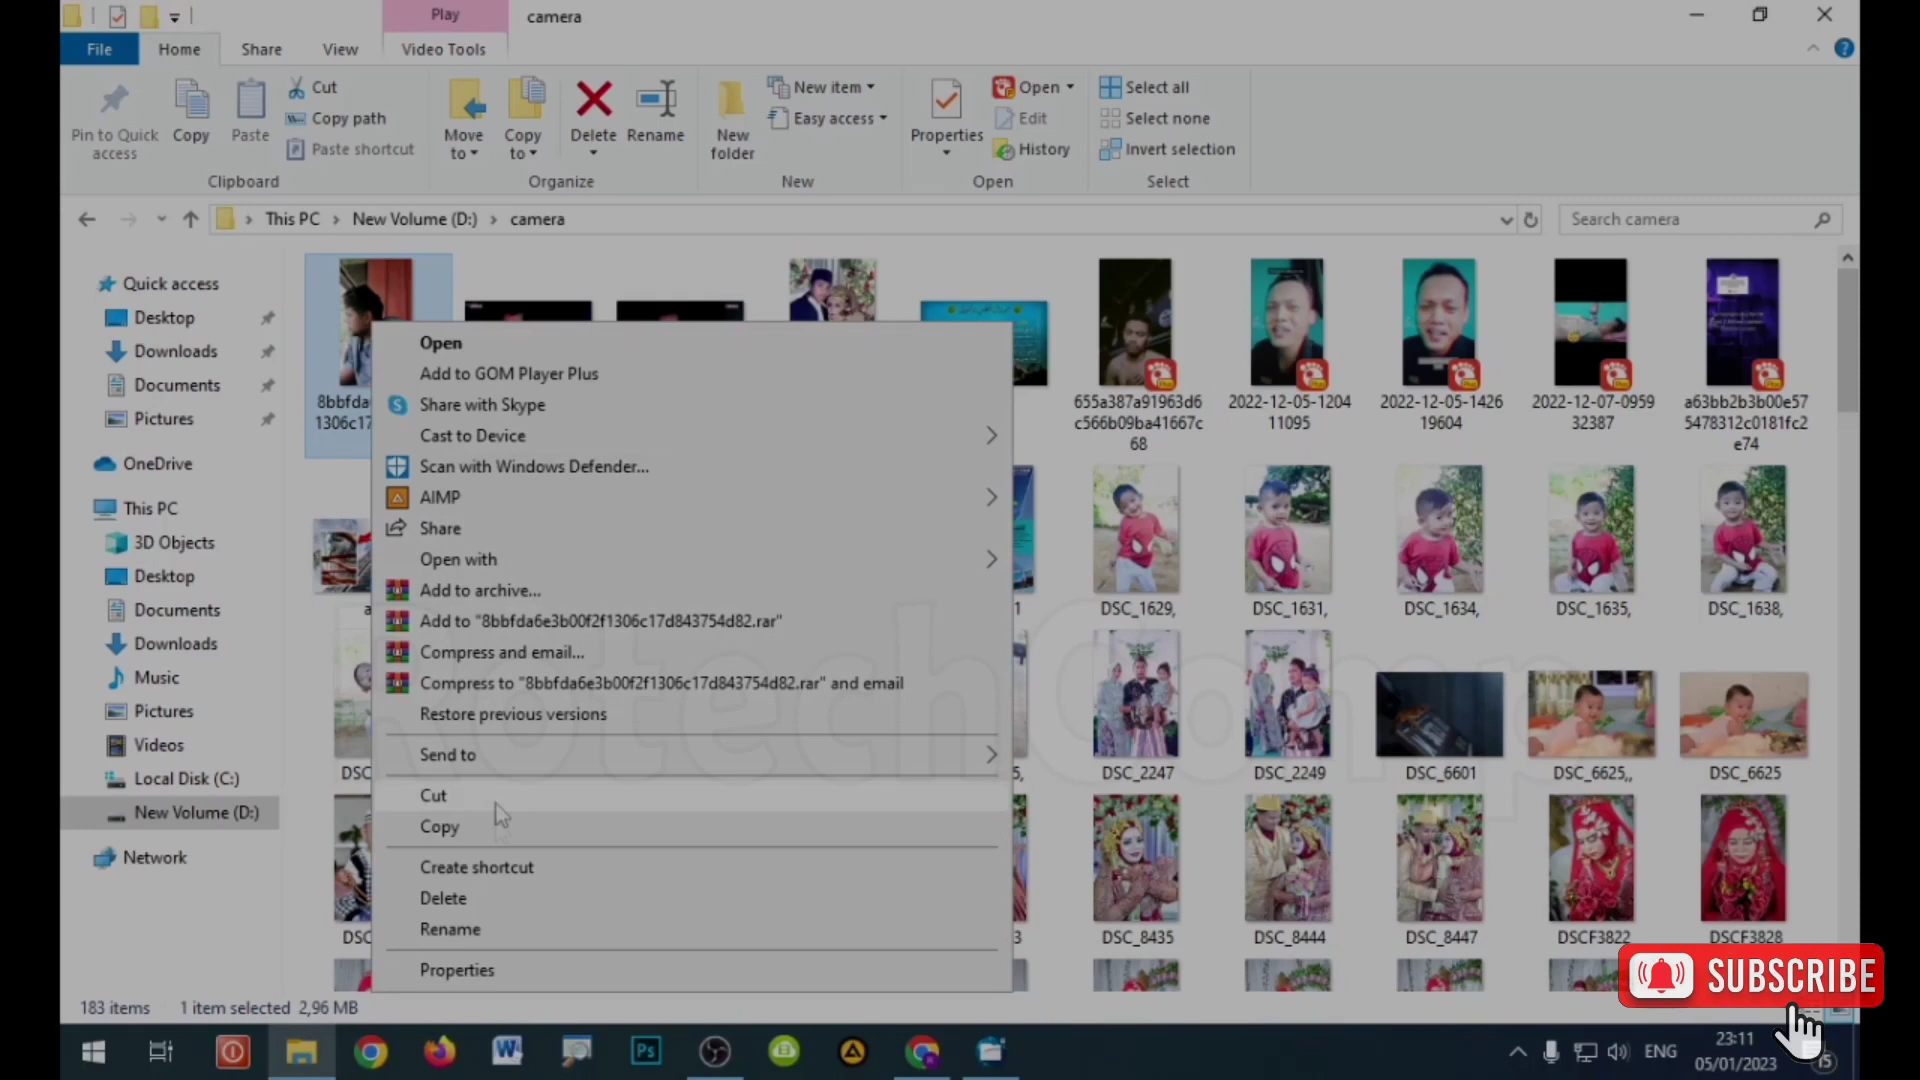 Play
camera
File
Home
Share
View
Video Tools
Pin to Quick
access
Copy
Paste
Cut
Copy path
Paste shortcut
Clipboard
Move
to
Copy
to
Delete
Rename
Organize
New
folder
New item
Easy access
New
Properties
Open
Edit
History
Open
Select all
Select none
Invert selection
Select
This PC
New Volume (D:)
camera
Search camera
Quick access
Desktop
Downloads
Documents
Pictures
OneDrive
This PC
3D Objects
Desktop
Documents
Downloads
Music
Pictures
Videos
Local Disk (C:)
New Volume (D:)
Network
8bbfda
1306c17
655a387a91963d6
c566b09ba41667c
68
2022-12-05-1204
11095
2022-12-05-1426
19604
2022-12-07-0959
32387
a63bb2b3b00e57
5478312c0181fc2
e74
Open
Add to GOM Player Plus
Share with Skype
Cast to Device
Scan with Windows Defender...
AIMP
Share
Open with
Add to archive...
Add to "8bbfda6e3b00f2f1306c17d843754d82.rar"
Compress and email...
Compress to "8bbfda6e3b00f2f1306c17d843754d82.rar" and email
Restore previous versions
Send to
Cut
Copy
Create shortcut
Delete
Rename
Properties
DSC_1629,
DSC_1631,
DSC_1634,
DSC_1635,
DSC_1638,
DSC
DSC_2247
DSC_2249
DSC_6601
DSC_6625,,
DSC_6625
DSC
3
DSC_8435
DSC_8444
DSC_8447
DSCF3822
DSCF3828
RotechComp
SUBSCRIBE
183 items
1 item selected 2,96 MB
W
Ps
ENG
23:11
05/01/2023
15